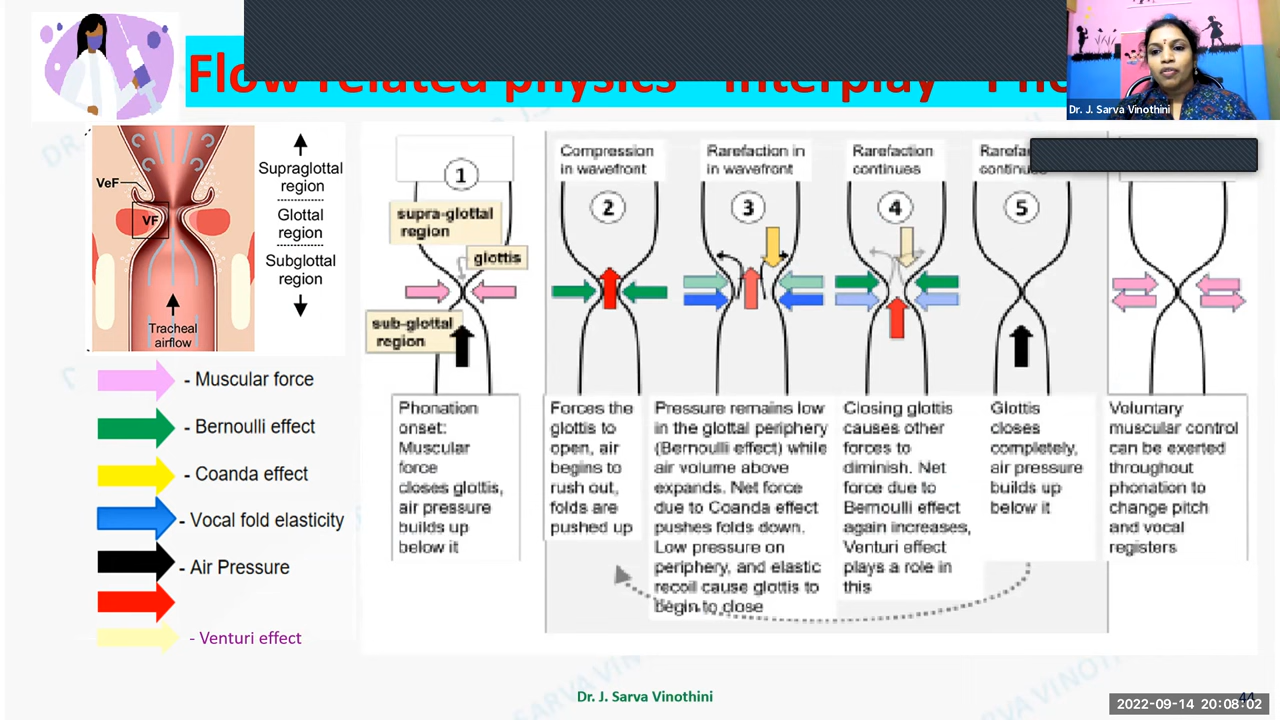 Flow related physics - interplay -
Dr. J. Sarva Vinothini
VeF
VF
Tracheal
airflow
Supraglottal
region
Glottal
region
Subglottal
region
- Muscular force
- Bernoulli effect
- Coanda effect
- Vocal fold elasticity
- Air Pressure
- Venturi effect
1
supra-glottal
region
glottis
sub-glottal
region
Phonation
onset:
Muscular
force
closes glottis,
air pressure
builds up
below it
Compression
in wavefront
2
Forces the
glottis to
open, air
begins to
rush out,
folds are
pushed up
Rarefaction in
in wavefront
3
Pressure remains low
in the glottal periphery
(Bernoulli effect) while
air volume above
expands. Net force
due to Coanda effect
pushes folds down.
Low pressure on
periphery, and elastic
recoil cause glottis to
begin to close
Rarefaction
continues
4
Closing glottis
causes other
forces to
diminish. Net
force due to
Bernoulli effect
again increases,
Venturi effect
plays a role in
this
continues
5
Glottis
closes
completely,
air pressure
builds up
below it
Voluntary
muscular control
can be exerted
throughout
phonation to
change pitch
and vocal
registers
Dr. J. Sarva Vinothini
44
2022-09-14 20:08:02